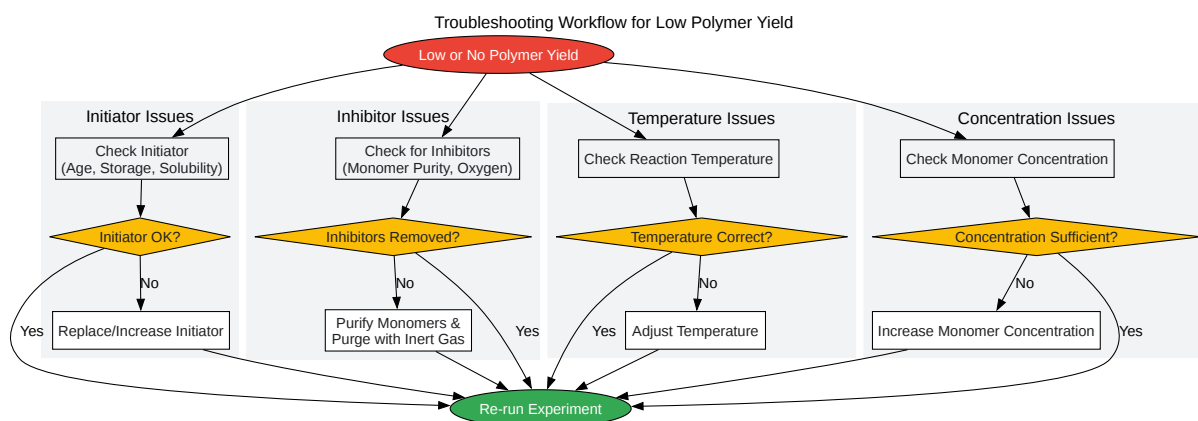 Troubleshooting Workflow for Low Polymer Yield
Low or No Polymer Yield
Initiator Issues
Check Initiator
(Age, Storage, Solubility)
Initiator OK?
No
Yes
Replace/Increase Initiator
Inhibitor Issues
Check for Inhibitors
(Monomer Purity, Oxygen)
Inhibitors Removed?
No
Yes
Purify Monomers &
Purge with Inert Gas
Temperature Issues
Check Reaction Temperature
Temperature Correct?
No
Yes
Adjust Temperature
Concentration Issues
Check Monomer Concentration
Concentration Sufficient?
No
Yes
Increase Monomer Concentration
Re-run Experiment